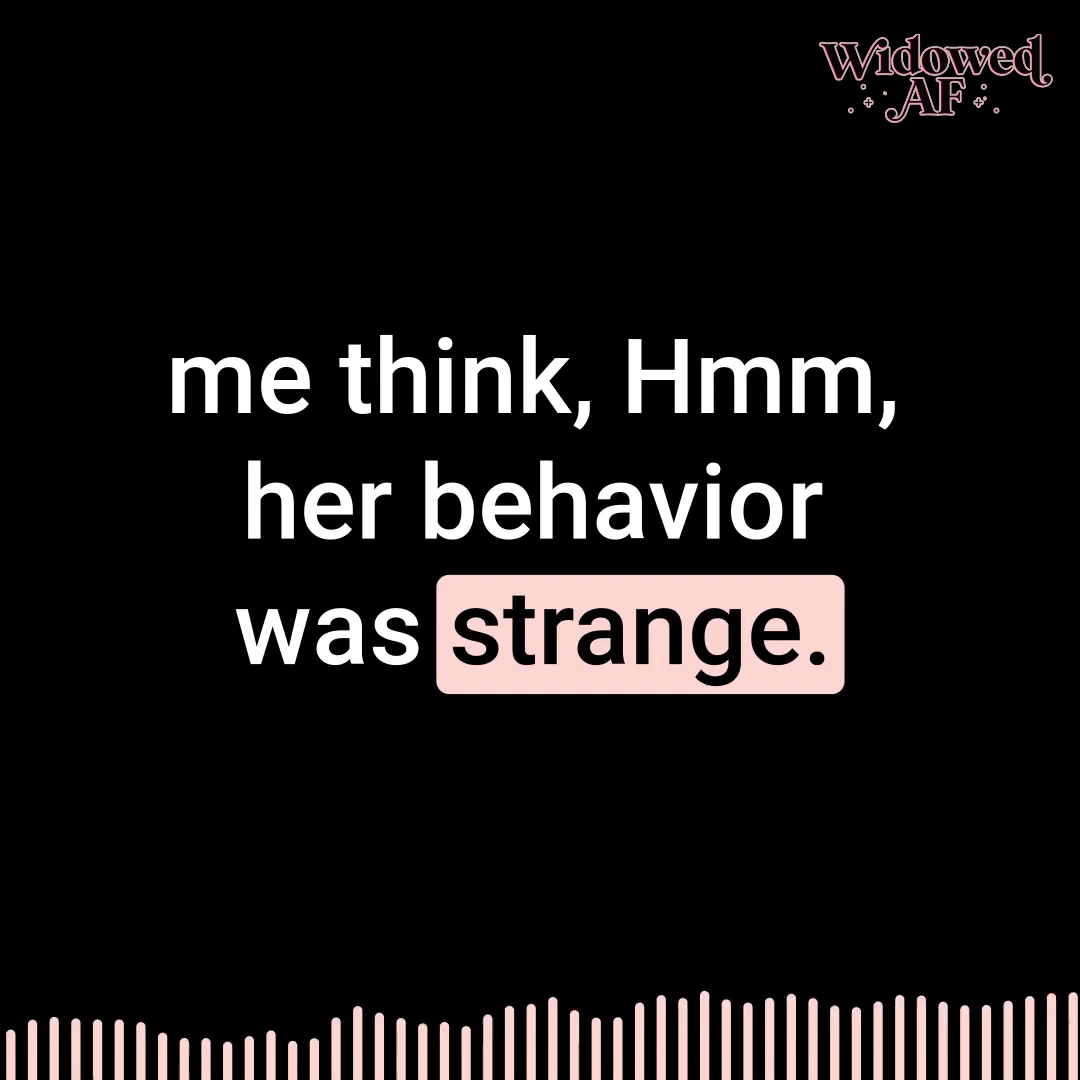 Widowed
AF
me think, Hmm,
her behavior
was strange.